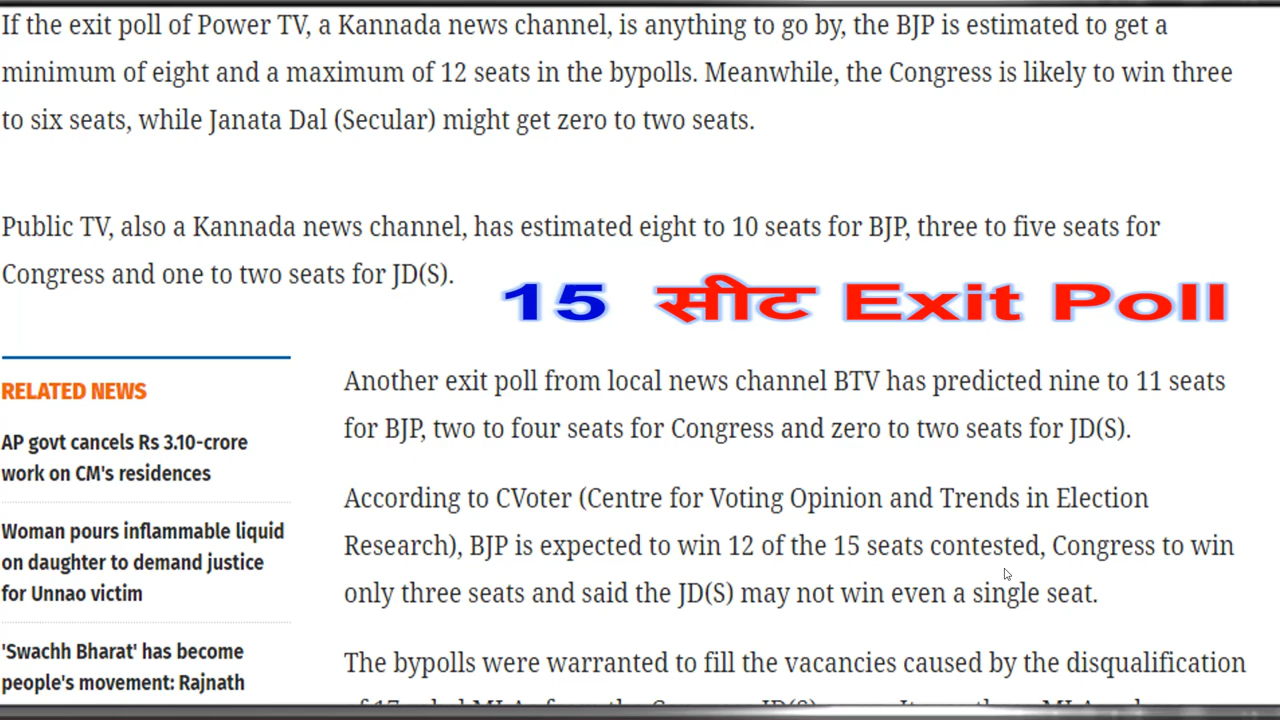 If the exit poll of Power TV, a Kannada news channel, is anything to go by, the BJP is estimated to get a
minimum of eight and a maximum of 12 seats in the bypolls. Meanwhile, the Congress is likely to win three
to six seats, while Janata Dal (Secular) might get zero to two seats.
Public TV, also a Kannada news channel, has estimated eight to 10 seats for BJP, three to five seats for
Congress and one to two seats for JD(S).
15 सीट Exit Poll
RELATED NEWS
AP govt cancels Rs 3.10-crore
work on CM's residences
Woman pours inflammable liquid
on daughter to demand justice
for Unnao victim
'Swachh Bharat' has become
people's movement: Rajnath
Another exit poll from local news channel BTV has predicted nine to 11 seats
for BJP, two to four seats for Congress and zero to two seats for JD(S).
According to CVoter (Centre for Voting Opinion and Trends in Election
Research), BJP is expected to win 12 of the 15 seats contested, Congress to win
only three seats and said the JD(S) may not win even a single seat.
The bypolls were warranted to fill the vacancies caused by the disqualification